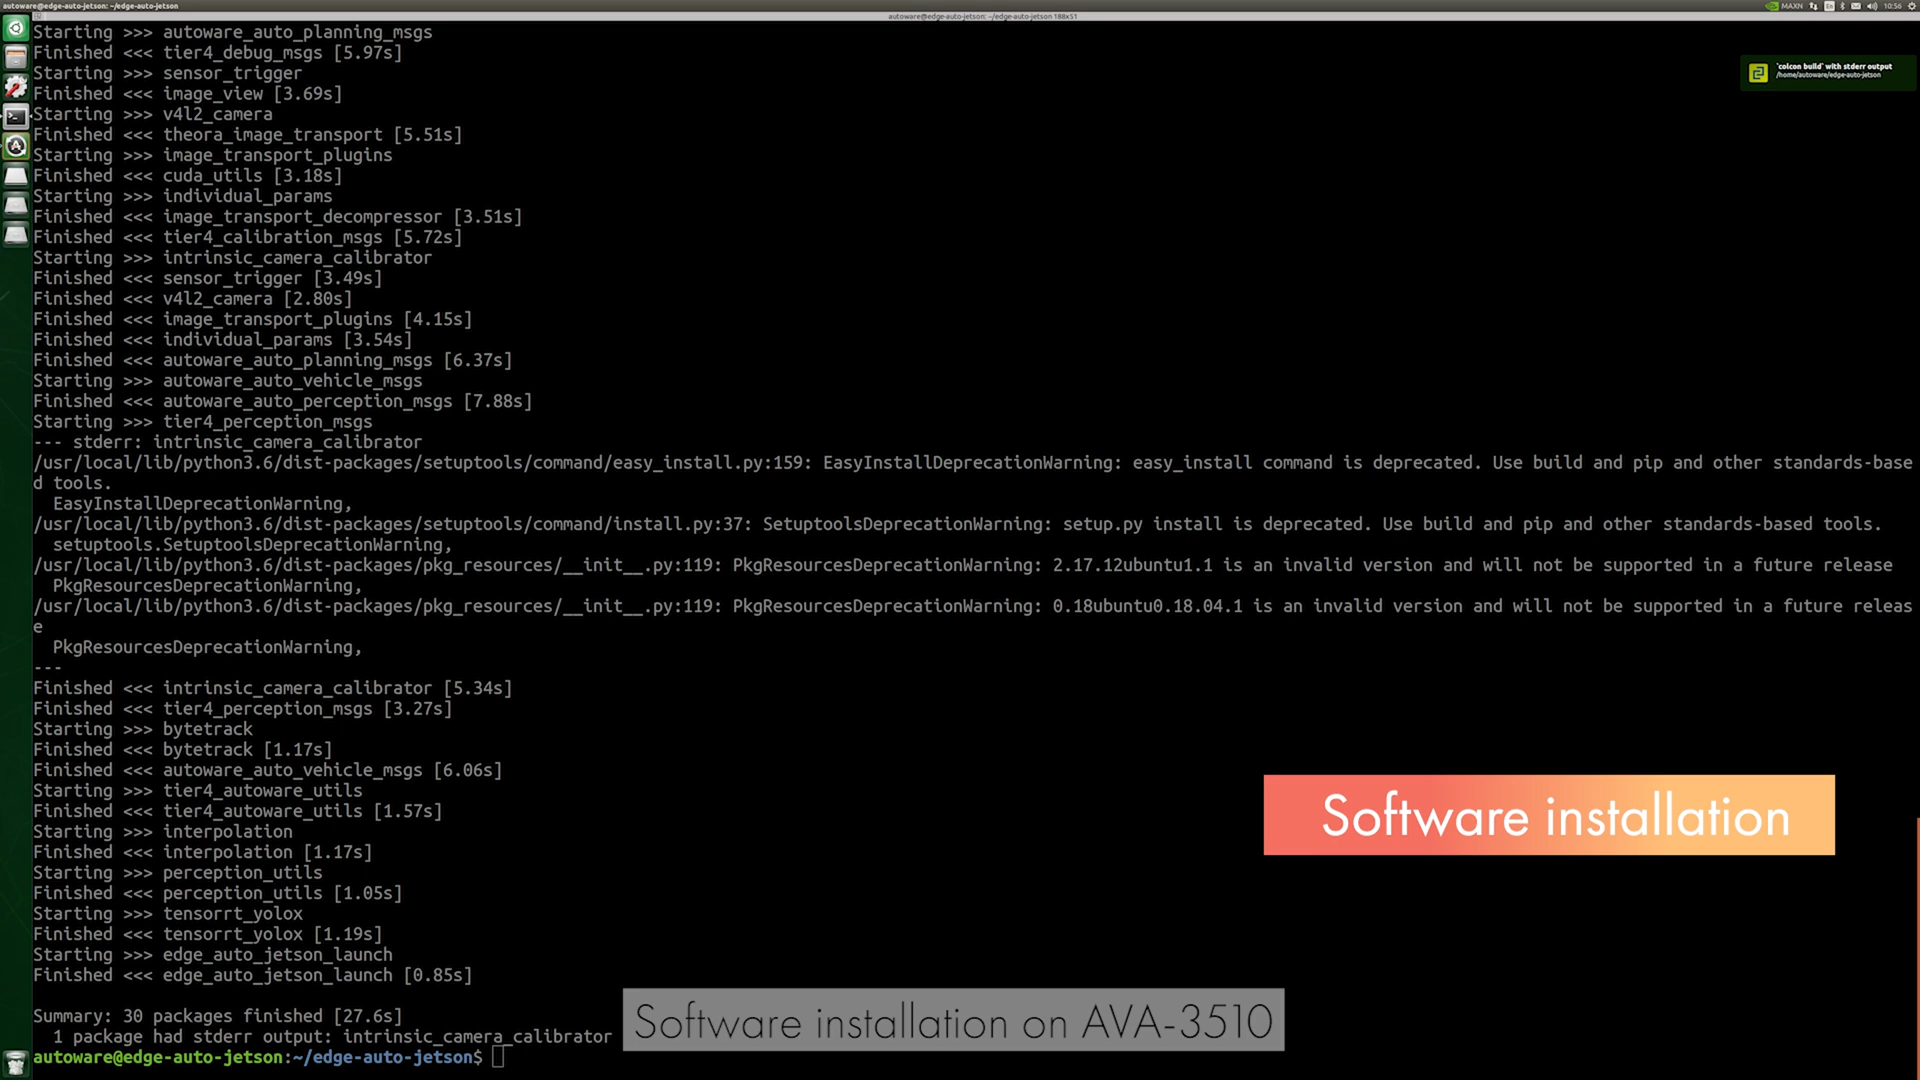 autoware@edge-auto-jetson: ~/edge-auto-jetson
MAXN
En
10:56
autoware@edge-auto-jetson: ~/edge-auto-jetson 188x51
Starting >>> autoware_auto_planning_msgs
Finished <<< tier4_debug_msgs [5.97s]
Starting >>> sensor_trigger
Finished <<< image_view [3.69s]
Starting >>> v4l2_camera
Finished <<< theora_image_transport [5.51s]
Starting >>> image_transport_plugins
Finished <<< cuda_utils [3.18s]
Starting >>> individual_params
Finished <<< image_transport_decompressor [3.51s]
Finished <<< tier4_calibration_msgs [5.72s]
Starting >>> intrinsic_camera_calibrator
Finished <<< sensor_trigger [3.49s]
Finished <<< v4l2_camera [2.80s]
Finished <<< image_transport_plugins [4.15s]
Finished <<< individual_params [3.54s]
Finished <<< autoware_auto_planning_msgs [6.37s]
Starting >>> autoware_auto_vehicle_msgs
Finished <<< autoware_auto_perception_msgs [7.88s]
Starting >>> tier4_perception_msgs
--- stderr: intrinsic_camera_calibrator
/usr/local/lib/python3.6/dist-packages/setuptools/command/easy_install.py:159: EasyInstallDeprecationWarning: easy_install command is deprecated. Use build and pip and other standards-base
d tools.
EasyInstallDeprecationWarning,
/usr/local/lib/python3.6/dist-packages/setuptools/command/install.py:37: SetuptoolsDeprecationWarning: setup.py install is deprecated. Use build and pip and other standards-based tools.
setuptools.SetuptoolsDeprecationWarning,
/usr/local/lib/python3.6/dist-packages/pkg_resources/__init__.py:119: PkgResourcesDeprecationWarning: 2.17.12ubuntu1.1 is an invalid version and will not be supported in a future release
PkgResourcesDeprecationWarning,
/usr/local/lib/python3.6/dist-packages/pkg_resources/__init__.py:119: PkgResourcesDeprecationWarning: 0.18ubuntu0.18.04.1 is an invalid version and will not be supported in a future releas
e
PkgResourcesDeprecationWarning,
---
Finished <<< intrinsic_camera_calibrator [5.34s]
Finished <<< tier4_perception_msgs [3.27s]
Starting >>> bytetrack
Finished <<< bytetrack [1.17s]
Finished <<< autoware_auto_vehicle_msgs [6.06s]
Starting >>> tier4_autoware_utils
Finished <<< tier4_autoware_utils [1.57s]
Starting >>> interpolation
Finished <<< interpolation [1.17s]
Starting >>> perception_utils
Finished <<< perception_utils [1.05s]
Starting >>> tensorrt_yolox
Finished <<< tensorrt_yolox [1.19s]
Starting >>> edge_auto_jetson_launch
Finished <<< edge_auto_jetson_launch [0.85s]
Summary: 30 packages finished [27.6s]
1 package had stderr output: intrinsic_camera_calibrator
autoware@edge-auto-jetson:~/edge-auto-jetson$
'colcon build' with stderr output
/home/autoware/edge-auto-jetson
Software installation
Software installation on AVA-3510